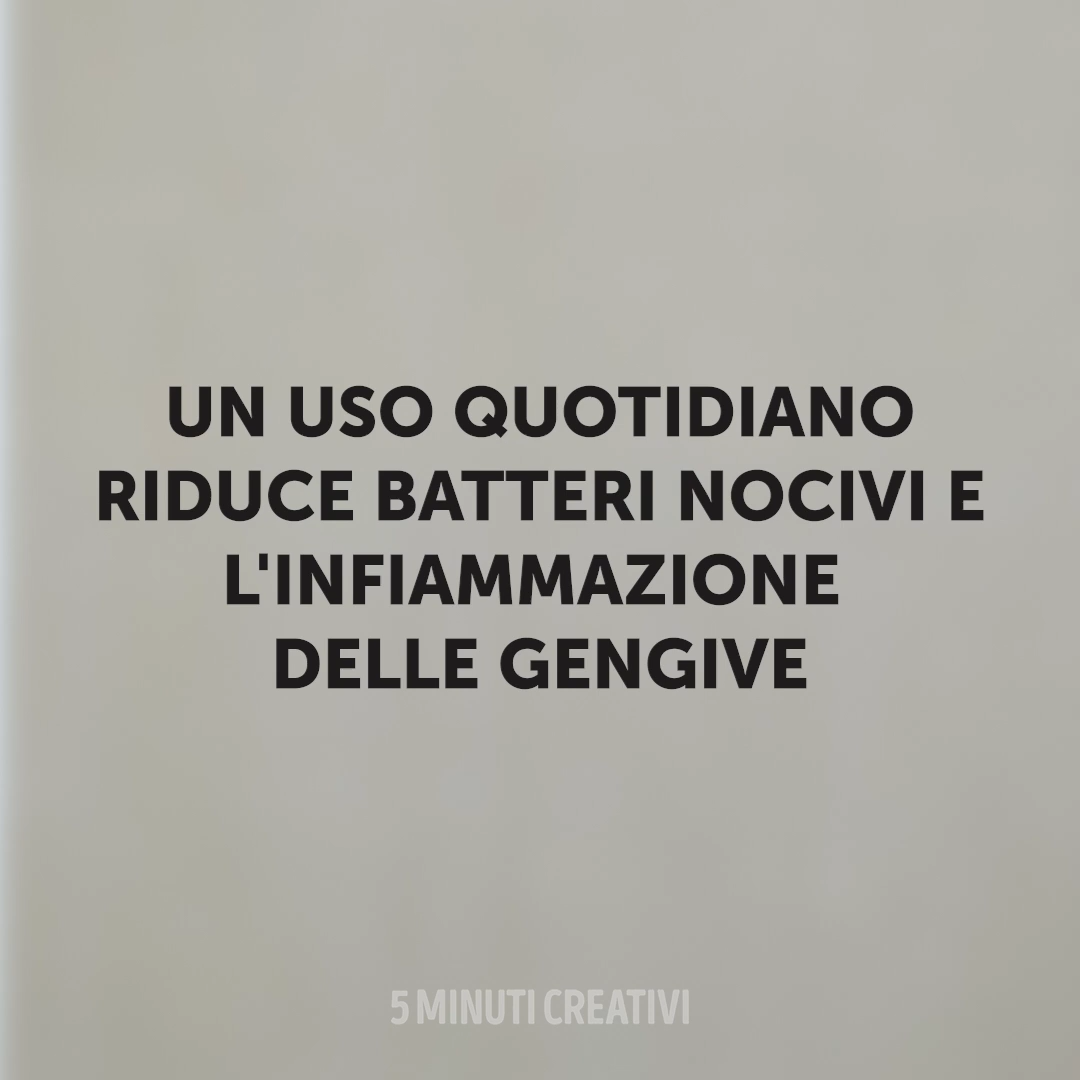 UN USO QUOTIDIANO
RIDUCE BATTERI NOCIVI E
L'INFIAMMAZIONE
DELLE GENGIVE
5 MINUTI CREATIVI